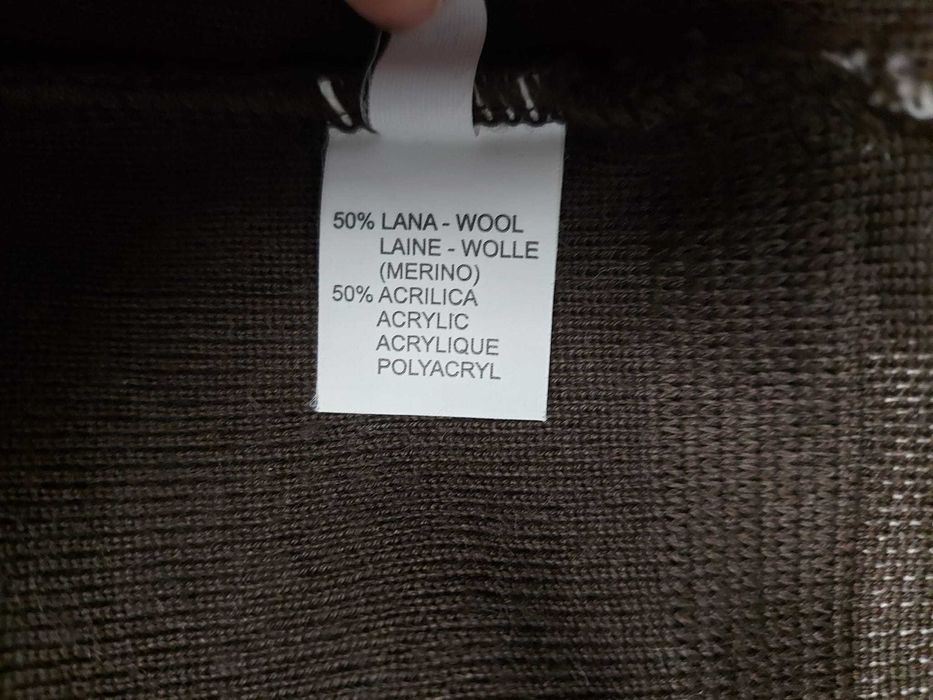 50% LANA - WOOL
LAINE - WOLLE
(MERINO)
50% ACRILICA
ACRYLIC
ACRYLIQUE
POLYACRYL